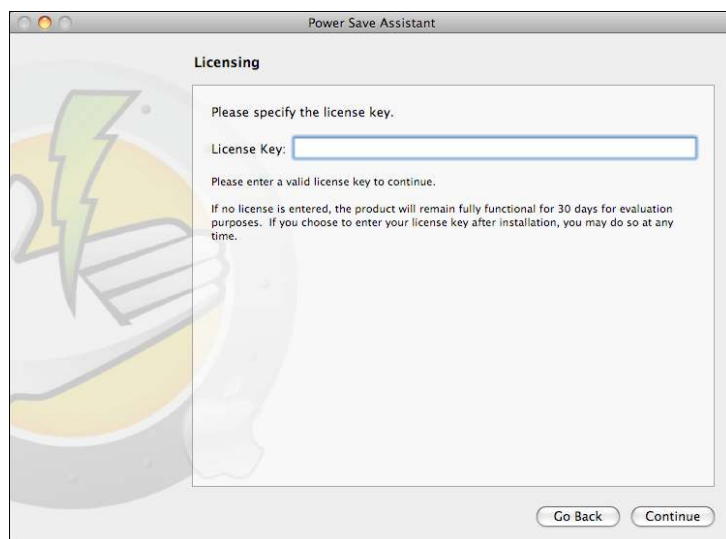 Power Save Assistant
Licensing
Please specify the license key.
License Key:
Please enter a valid license key to continue.
If no license is entered, the product will remain fully functional for 30 days for evaluation
purposes.  If you choose to enter your license key after installation, you may do so at any
time.
Go Back
Continue